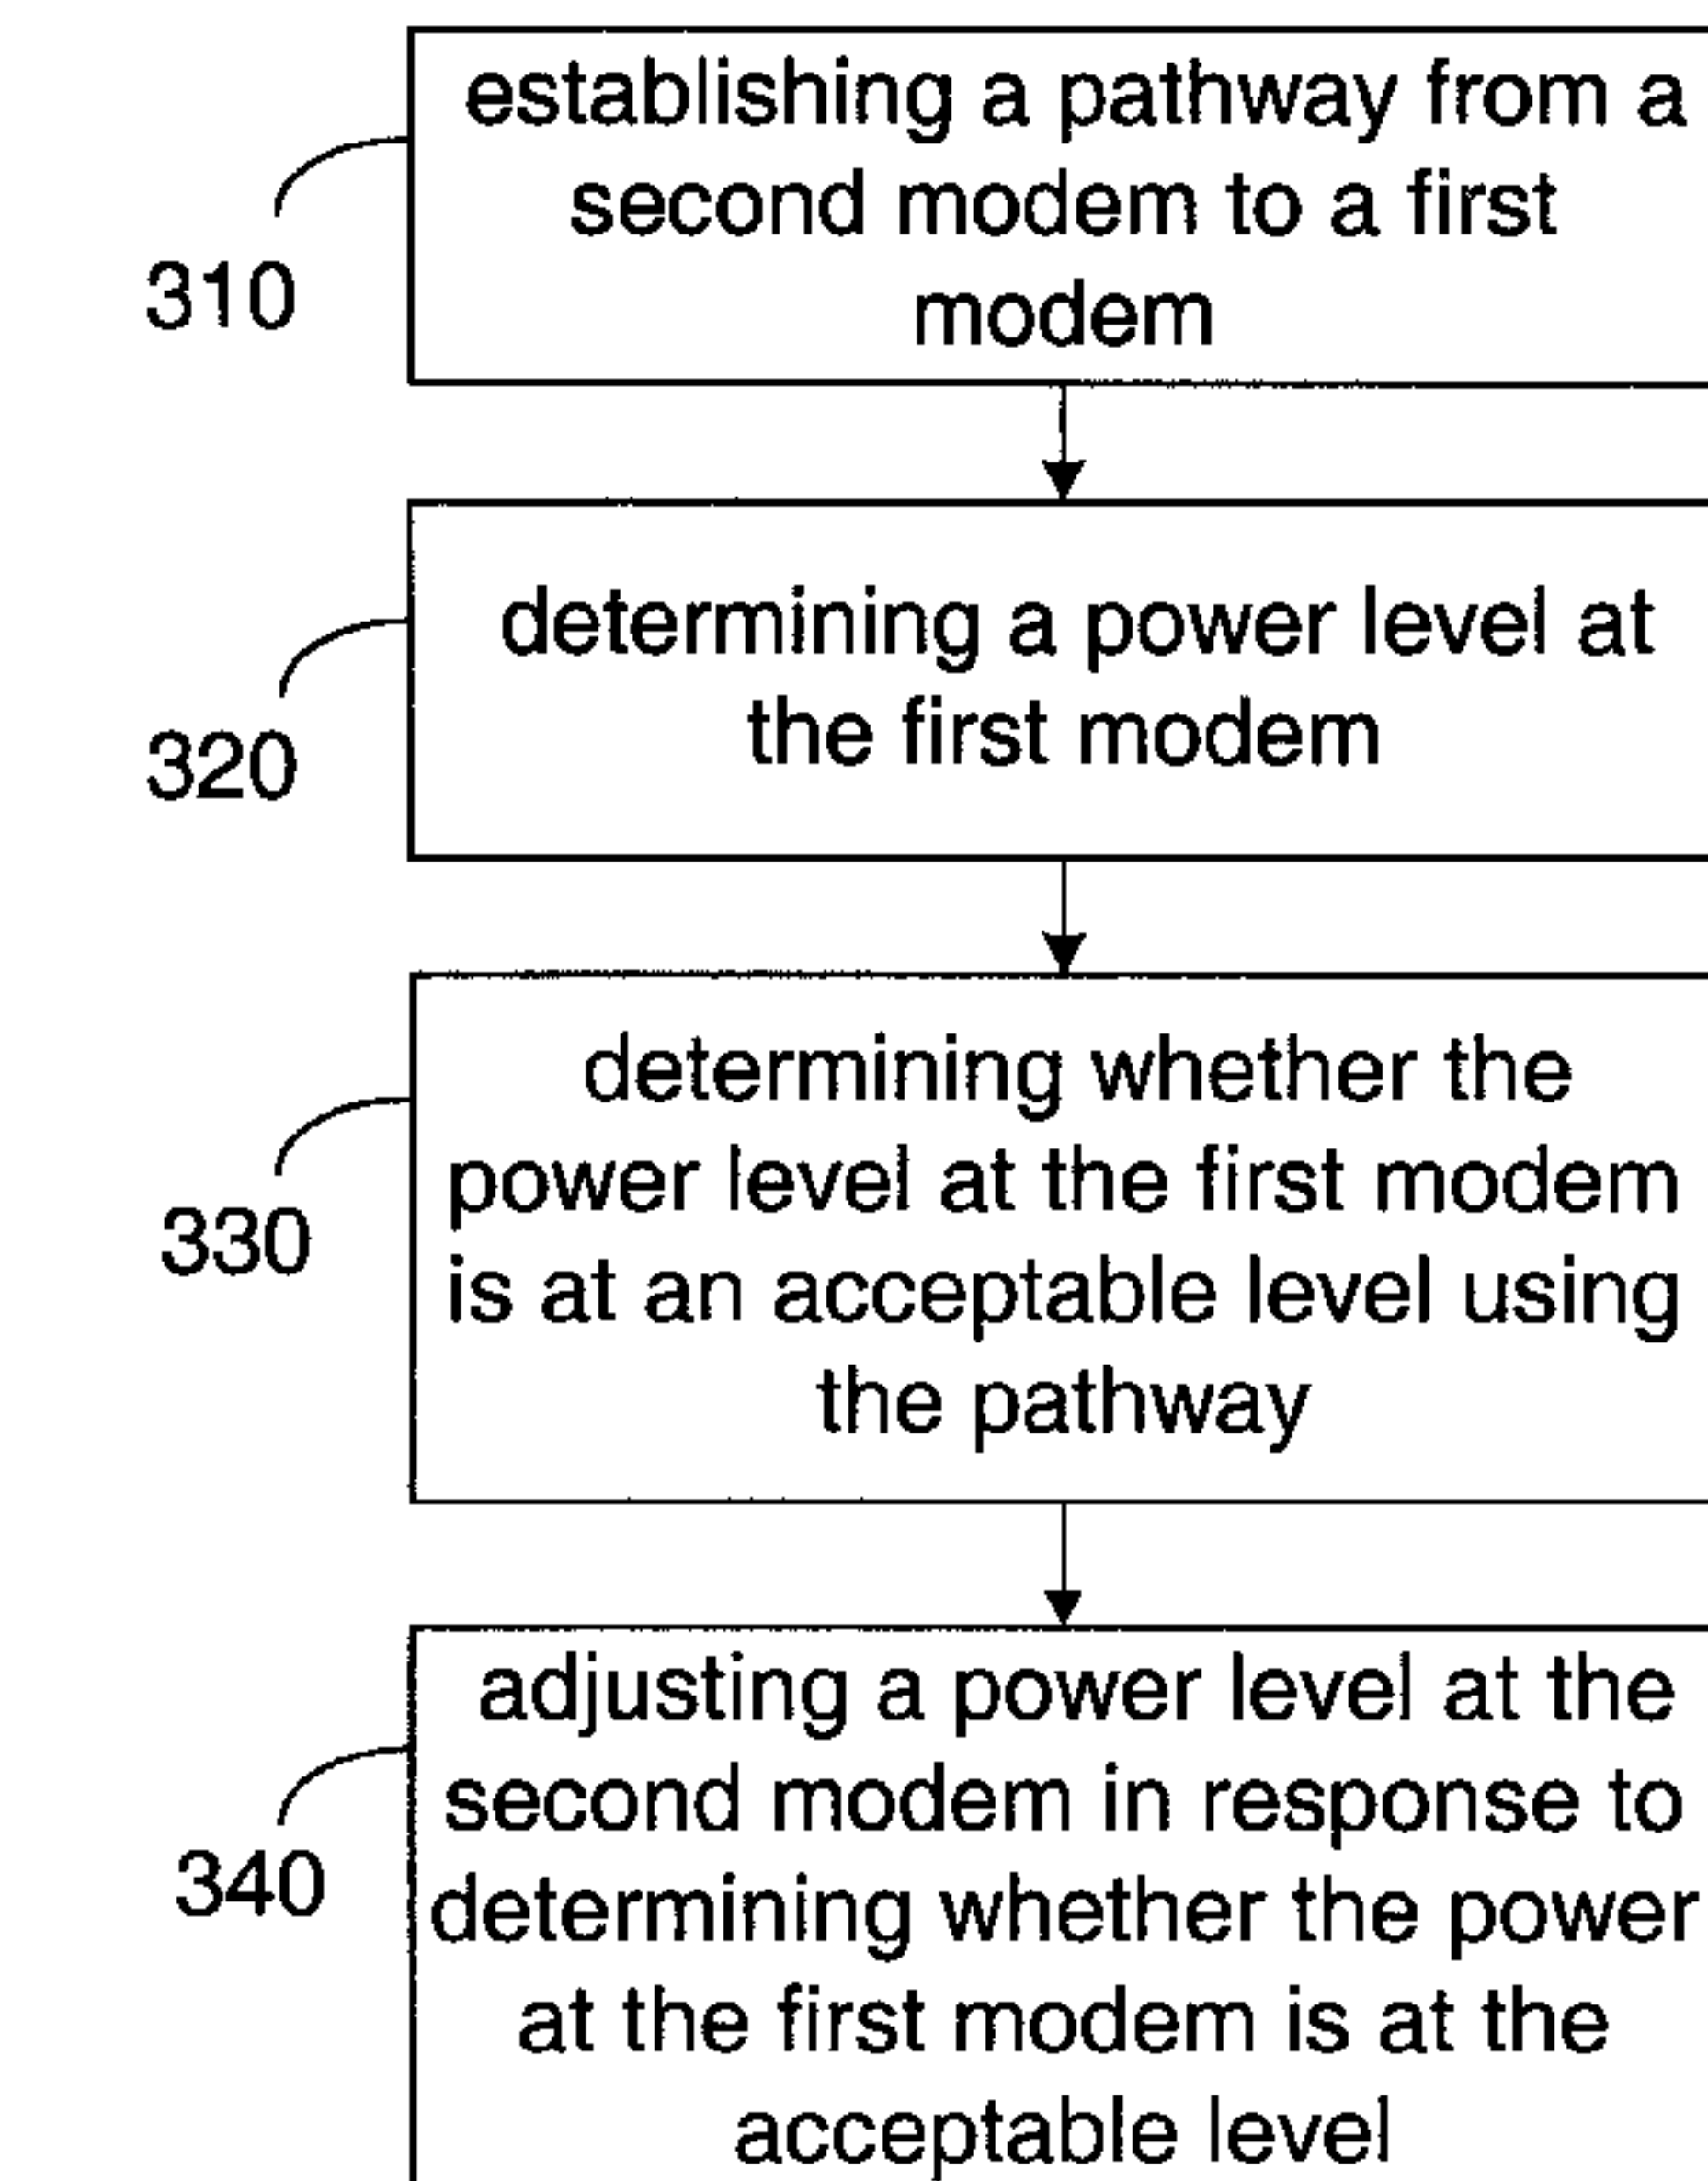 establishing a pathway from a
second modem to a first
modem
310
determining a power level at
the first modem
320
determining whether the
power level at the first modem
is at an acceptable level using
the pathway
330
adjusting a power level at the
second modem in response to
determining whether the power
at the first modem is at the
acceptable level
340